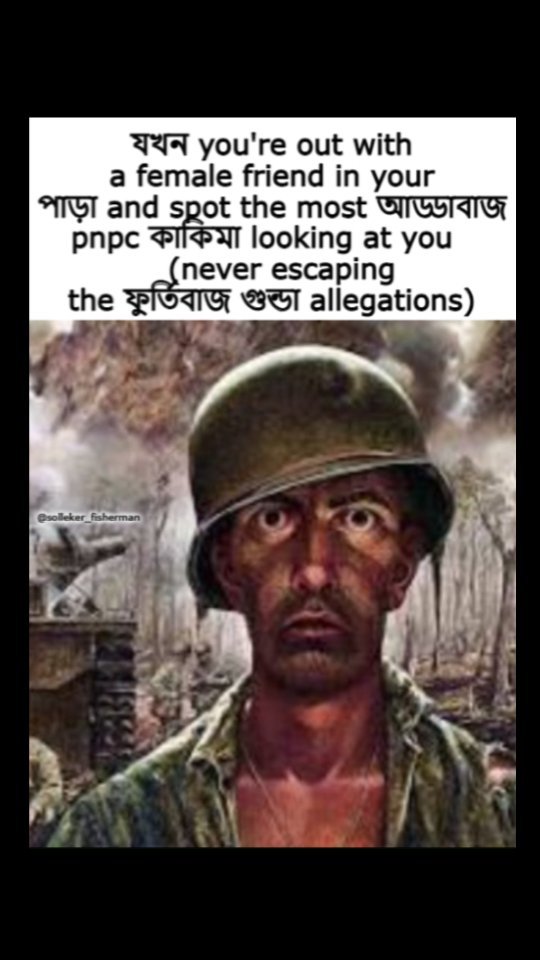 যখন you're out with
a female friend in your
পাড়া and spot the most আড্ডাবাজ
pnpc কাকিমা looking at you
(never escaping
the ফুর্তিবাজ গুন্ডা allegations)
@solleker_fisherman